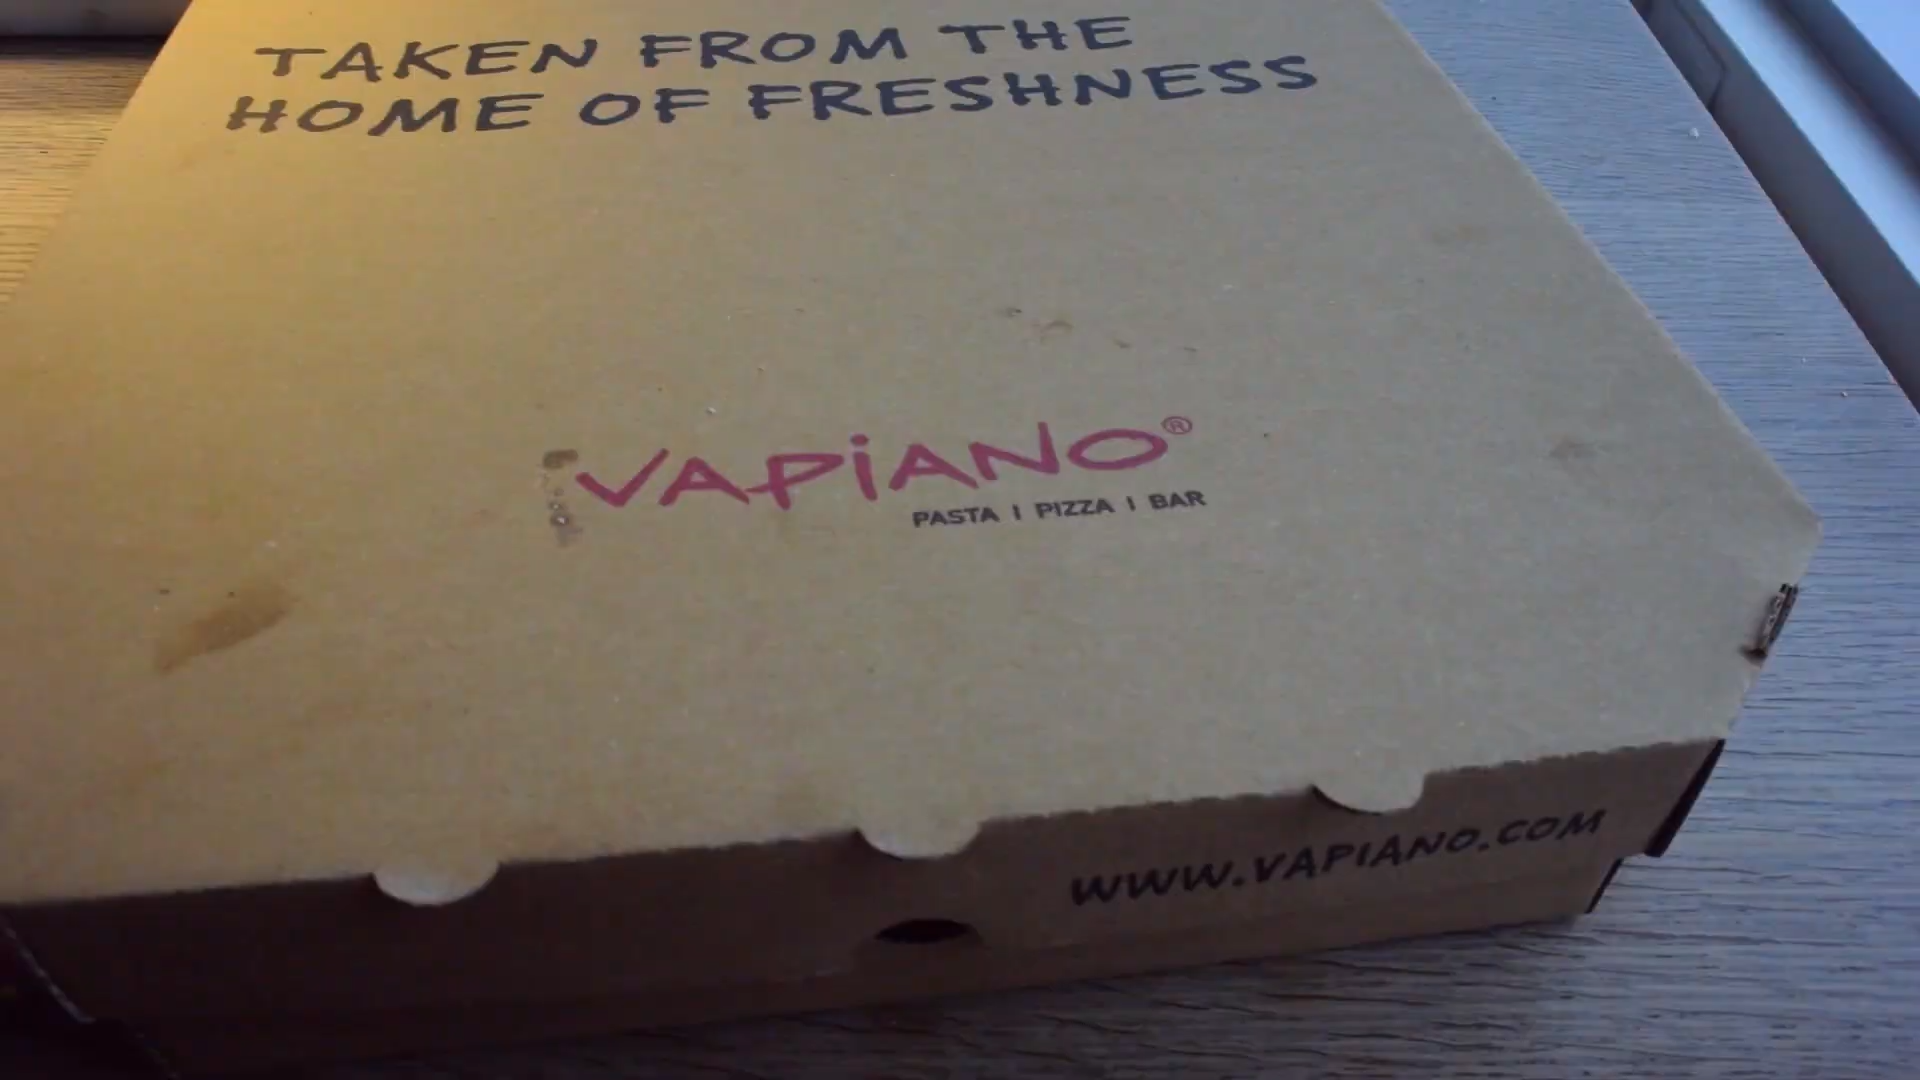 TAKEN FROM THE
HOME OF FRESHNESS
VAPIANO®
PASTA | PIZZA | BAR
WWW.VAPIANO.COM